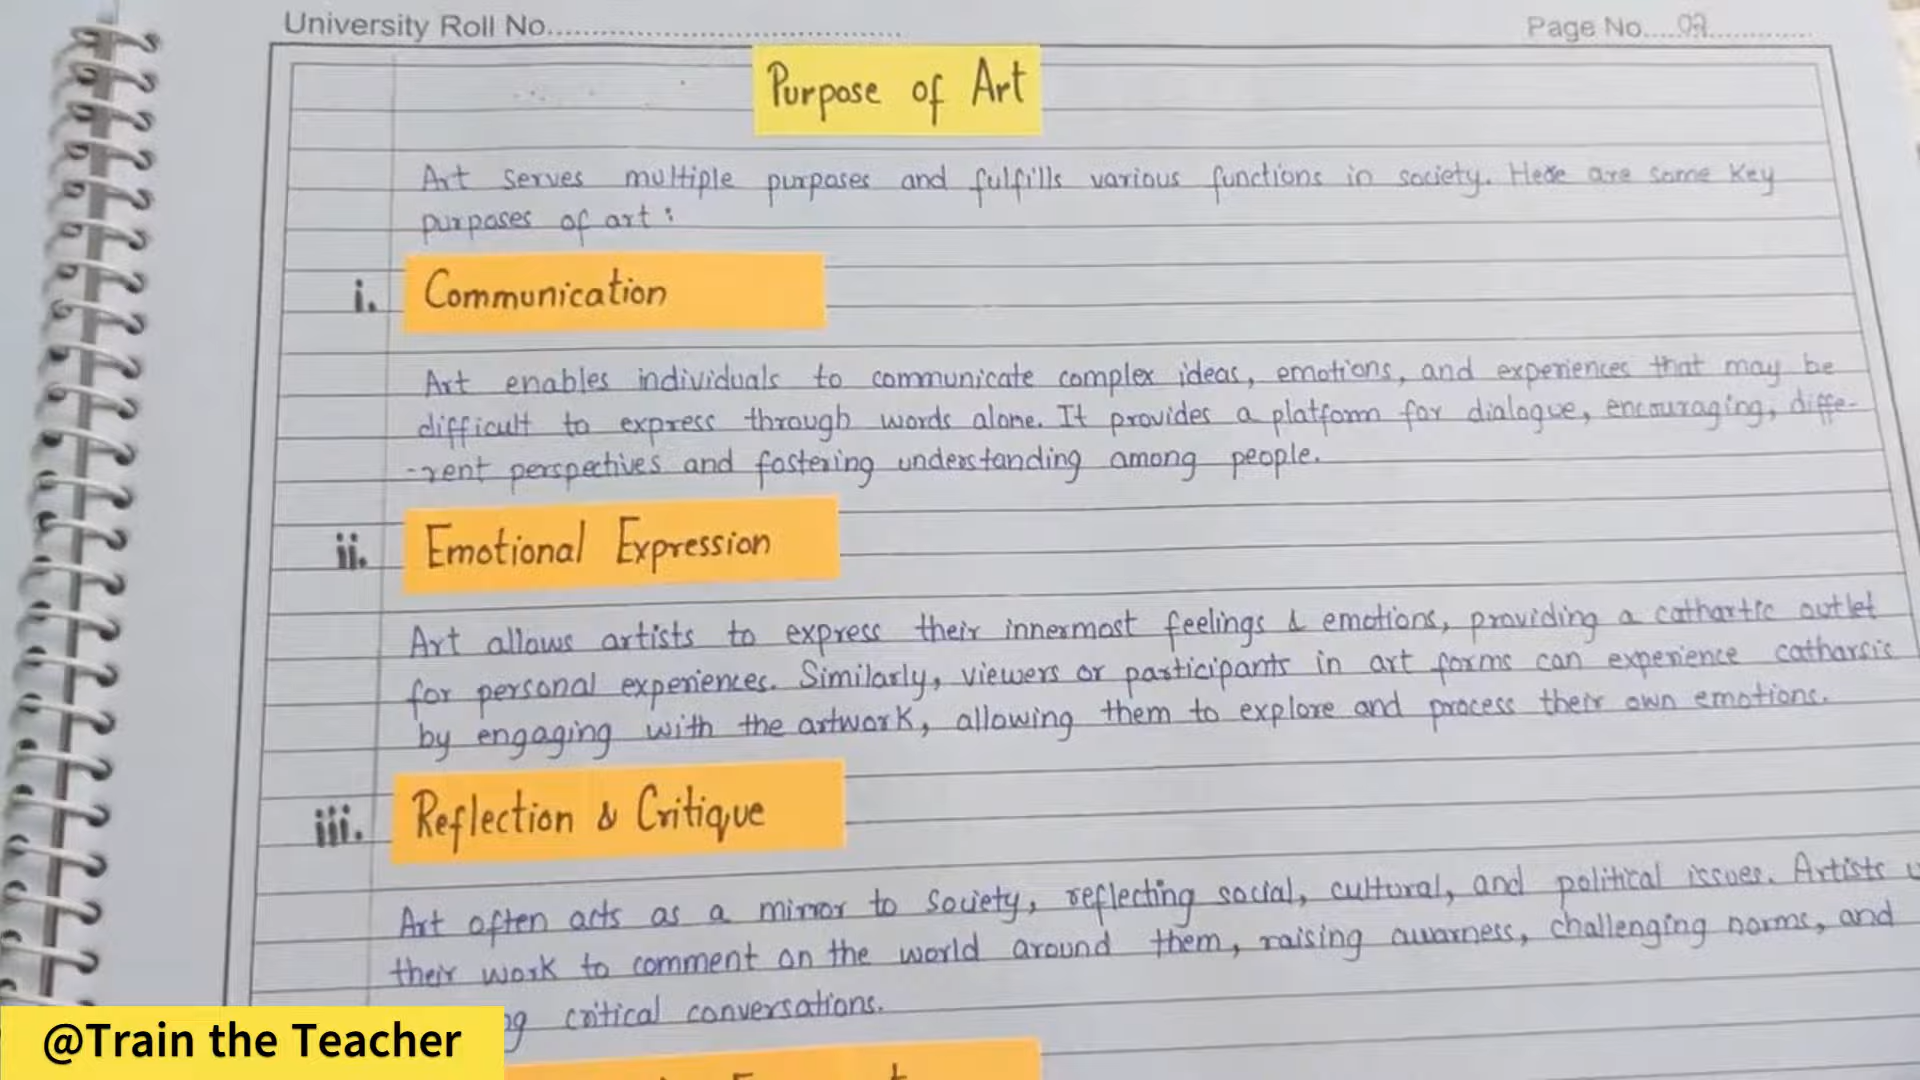 University Roll No.......................................
Page No.....02...............
Purpose of Art
Art serves multiple purposes and fulfills various functions in society. Here are some key
purposes of art :
i. Communication
Art enables individuals to communicate complex ideas, emotions, and experiences that may be
difficult to express through words alone. It provides a platform for dialogue, encouraging, diffe-
-rent perspectives and fostering understanding among people.
ii. Emotional Expression
Art allows artists to express their innermost feelings & emotions, providing a cathartic outlet
for personal experiences. Similarly, viewers or participants in art forms can experience catharsis
by engaging with the artwork, allowing them to explore and process their own emotions.
iii. Reflection & Critique
Art often acts as a mirror to society, reflecting social, cultural, and political issues. Artists
their work to comment on the world around them, raising awarness, challenging norms, and
critical conversations.
@Train the Teacher